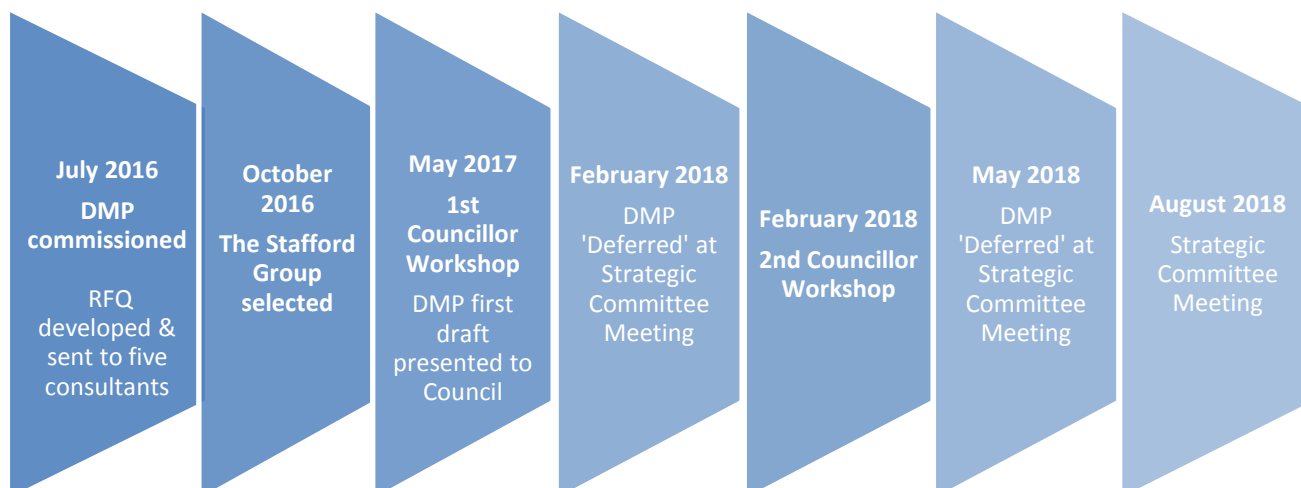 July 2016
DMP
commissioned
RFQ
developed &
sent to five
consultants
October
2016
The Stafford
Group
selected
May 2017
1st
Councillor
Workshop
DMP first
draft
presented to
Council
February 2018
DMP
'Deferred' at
Strategic
Committee
Meeting
February 2018
2nd Councillor
Workshop
May 2018
DMP
'Deferred' at
Strategic
Committee
Meeting
August 2018
Strategic
Committee
Meeting